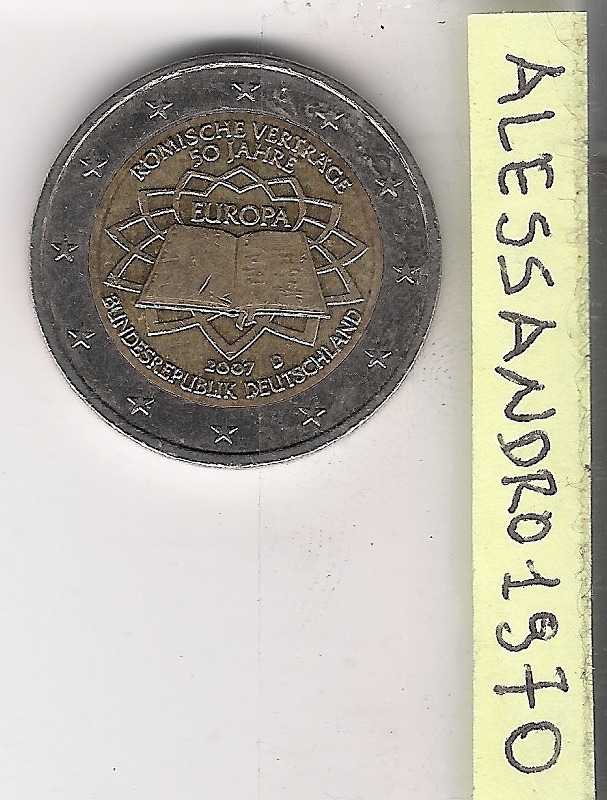 RÖMISCHE VERTRÄGE
50 JAHRE
EUROPA
2007 D
BUNDESREPUBLIK DEUTSCHLAND
ALESSANDRO1970